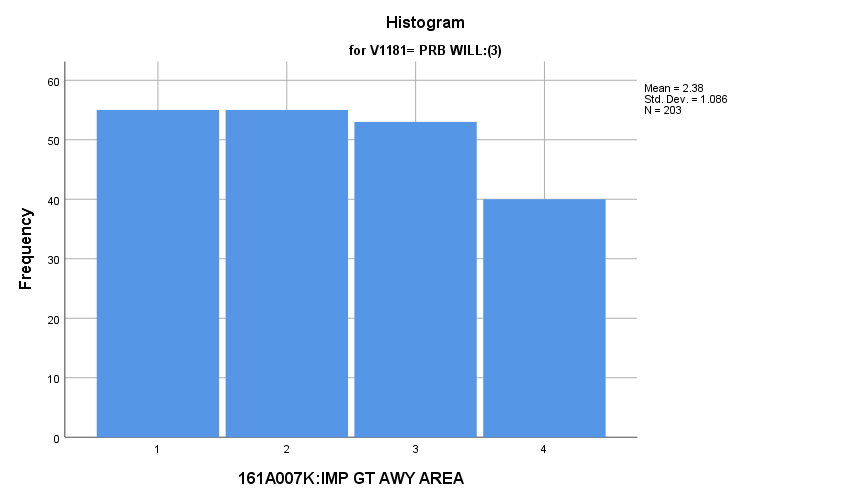 Histogram
for V1181= PRB WILL:(3)
Mean = 2.38
Std. Dev. = 1.086
N = 203
Frequency
60
50
40
30
20
10
0
1 2 3 4
161A007K:IMP GT AWY AREA